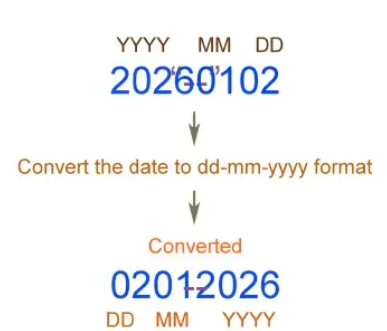 YYYY MM DD
20260102
“--”
Convert the date to dd-mm-yyyy format
Converted
02012026
--
DD MM YYYY